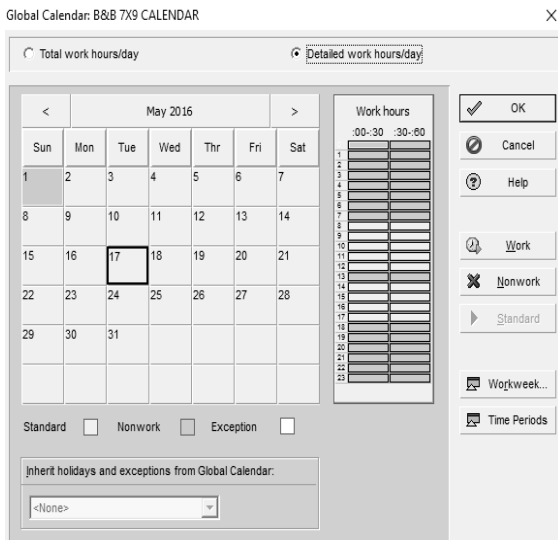 Global Calendar: B&B 7X9 CALENDAR X
Total work hours/day Detailed work hours/day
< May 2016 >
Sun Mon Tue Wed Thr Fri Sat
1 2 3 4 5 6 7
8 9 10 11 12 13 14
15 16 17 18 19 20 21
22 23 24 25 26 27 28
29 30 31
Standard Nonwork Exception
Inherit holidays and exceptions from Global Calendar:
<None>
Work hours
:00-:30 :30-:60
1
2
3
4
5
6
7
8
9
10
11
12
13
14
15
16
17
18
19
20
21
22
23
OK
Cancel
Help
Work
Nonwork
Standard
Workweek...
Time Periods